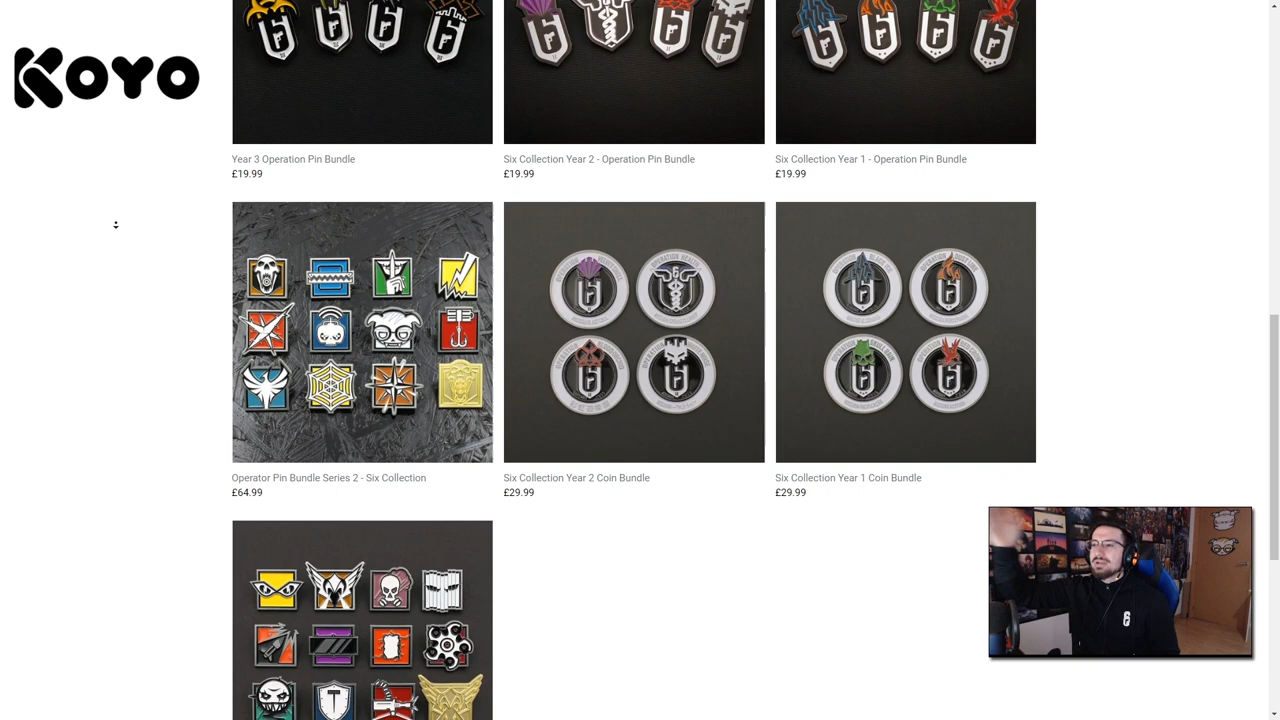 KOYO
Year 3 Operation Pin Bundle
£19.99
Six Collection Year 2 - Operation Pin Bundle
£19.99
Six Collection Year 1 - Operation Pin Bundle
£19.99
Operator Pin Bundle Series 2 - Six Collection
£64.99
Six Collection Year 2 Coin Bundle
£29.99
Six Collection Year 1 Coin Bundle
£29.99